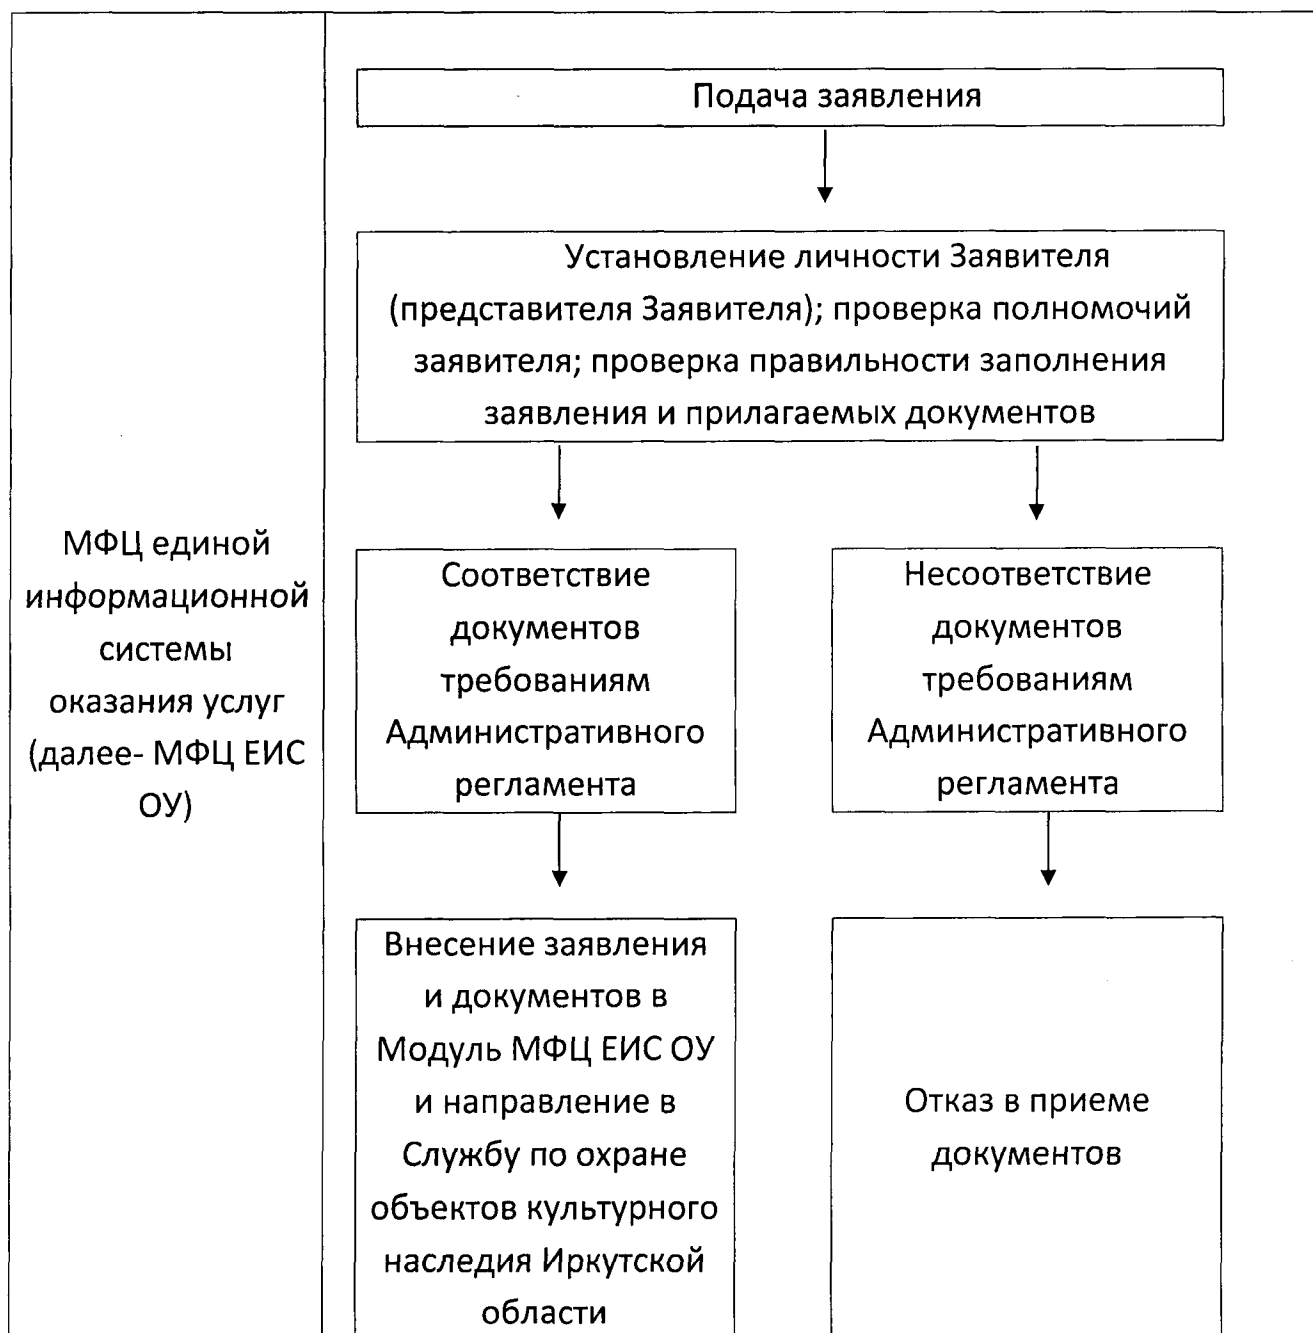 Подача заявления
Установление личности Заявителя
(представителя Заявителя); проверка полномочий
заявителя; проверка правильности заполнения
заявления и прилагаемых документов
МФЦ единой
информационной
системы
оказания услуг
(далее- МФЦ ЕИС
ОУ)
Соответствие
документов
требованиям
Административного
регламента
Несоответствие
документов
требованиям
Административного
регламента
Внесение заявления
и документов в
Модуль МФЦ ЕИС ОУ
и направление в
Службу по охране
объектов культурного
наследия Иркутской
области
Отказ в приеме
документов